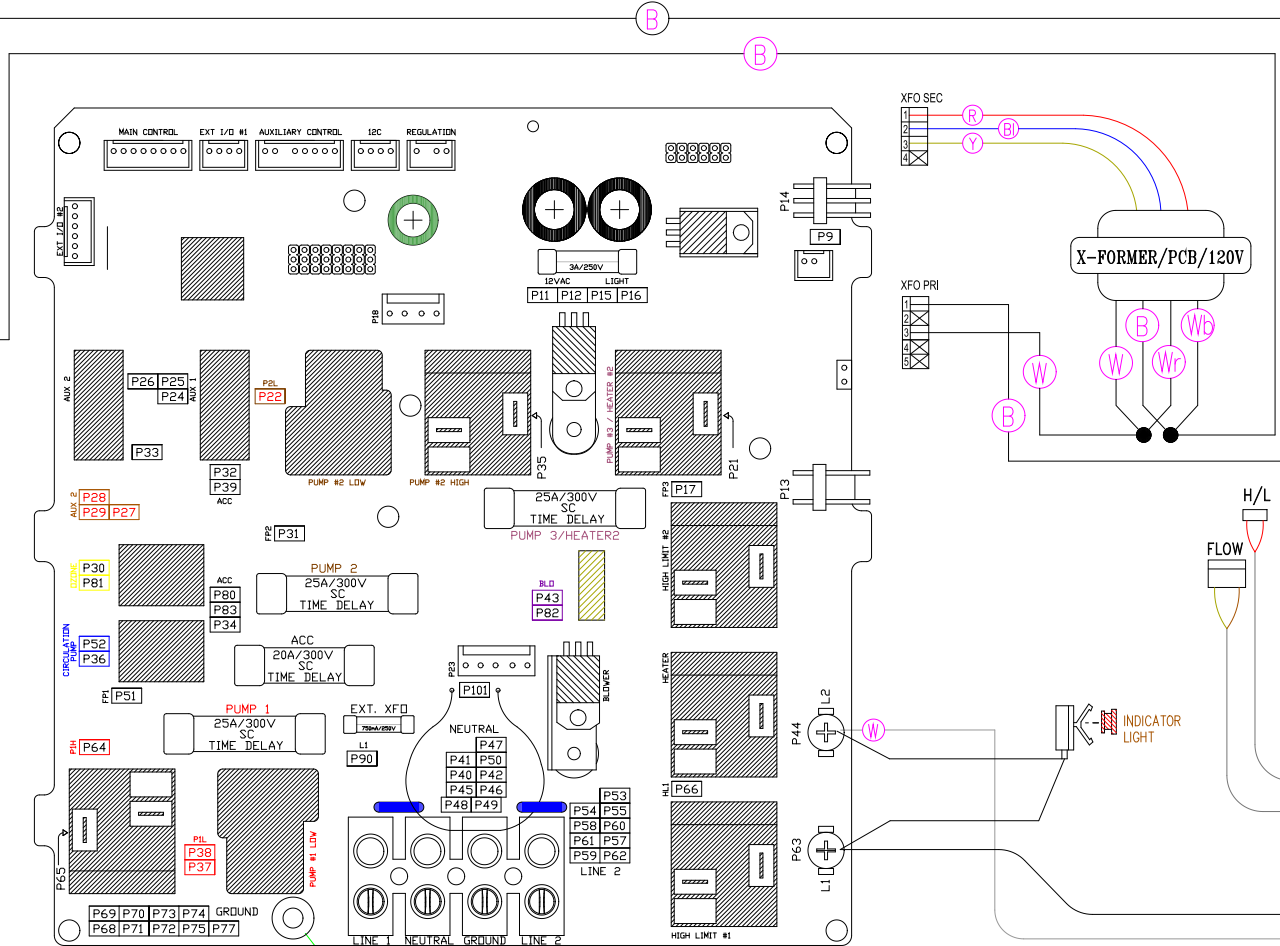 B
B
XFO SEC
1
2
3
4
R
Bl
Y
MAIN CONTROL
EXT I/O #1
AUXILIARY CONTROL
12C
REGULATION
EXT I/O #2
P14
P9
X-FORMER/PCB/120V
3A/250V
12VAC
LIGHT
P11
P12
P15
P16
P18
XFO PRI
1
2
3
4
5
W
B
W
B
Wr
Wb
AUX 2
P26
P25
P24
AUX 1
P2L
P22
P33
P32
P39
ACC
PUMP #2 LOW
PUMP #2 HIGH
P35
PUMP #3 / HEATER #2
P21
P13
AUX 2
P28
P29
P27
FP2
P31
25A/300V
SC
TIME DELAY
PUMP 3/HEATER2
FP3
P17
HIGH LIMIT #2
H/L
FLOW
OZONE
P30
P81
ACC
P80
P83
P34
PUMP 2
25A/300V
SC
TIME DELAY
BLO
P43
P82
CIRCULATION
PUMP
P52
P36
FP1
P51
ACC
20A/300V
SC
TIME DELAY
P23
P101
BLOWER
HEATER
PUMP 1
25A/300V
SC
TIME DELAY
EXT. XFO
750mA/250V
L1
P90
NEUTRAL
P47
P41
P50
P40
P42
P45
P46
P48
P49
P1H
P64
P44
L2
W
INDICATOR
LIGHT
HL1
P66
P53
P54
P55
P58
P60
P61
P57
P59
P62
LINE 2
P63
L1
P65
P1L
P38
P37
PUMP #1 LOW
P69
P70
P73
P74
GROUND
P68
P71
P72
P75
P77
LINE 1
NEUTRAL
GROUND
LINE 2
HIGH LIMIT #1